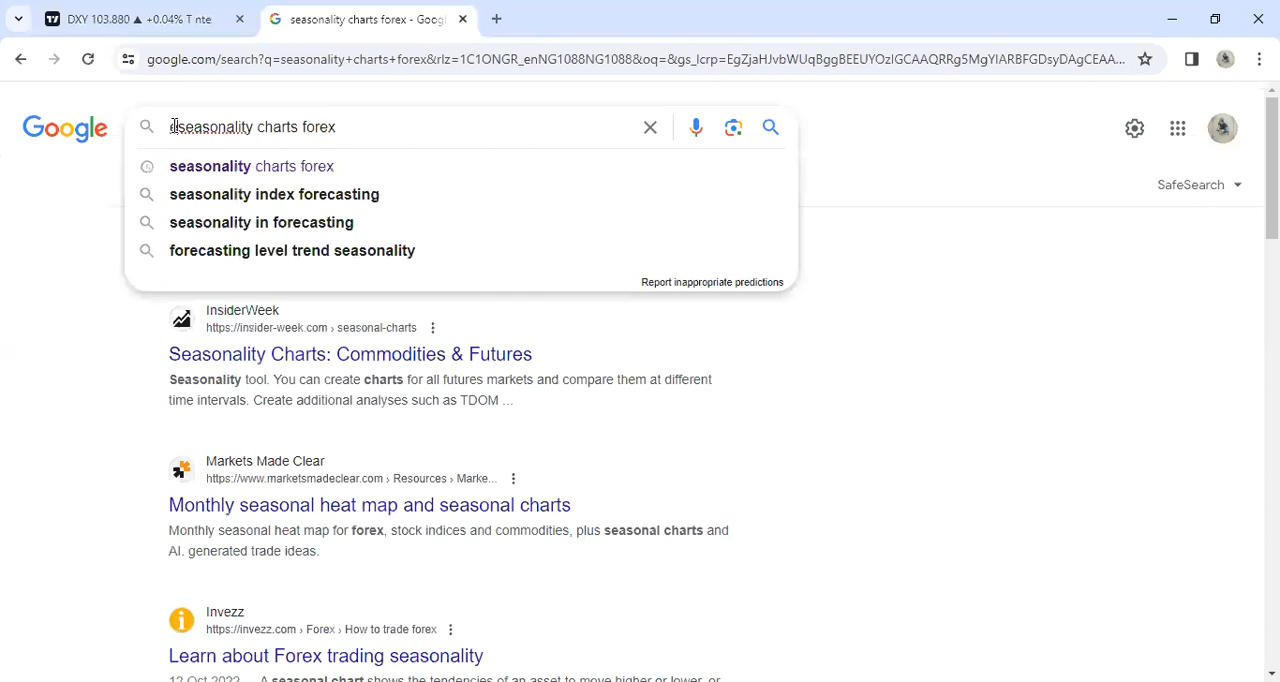 DXY 103.880 ▲ +0.04% T nte
seasonality charts forex - Goog
google.com/search?q=seasonality+charts+forex&rlz=1C1ONGR_enNG1088NG1088&oq=&gs_lcrp=EgZjaHJvbWUqBggBEEUYOzIGCAAQRRg5MgYIARBFGDsyDAgCEAA...
Google
dseasonality charts forex
seasonality charts forex
seasonality index forecasting
seasonality in forecasting
forecasting level trend seasonality
Report inappropriate predictions
SafeSearch
InsiderWeek
https://insider-week.com › seasonal-charts
Seasonality Charts: Commodities & Futures
Seasonality tool. You can create charts for all futures markets and compare them at different
time intervals. Create additional analyses such as TDOM ...
Markets Made Clear
https://www.marketsmadeclear.com › Resources › Marke...
Monthly seasonal heat map and seasonal charts
Monthly seasonal heat map for forex, stock indices and commodities, plus seasonal charts and
AI. generated trade ideas.
Invezz
https://invezz.com › Forex › How to trade forex
Learn about Forex trading seasonality
12 Oct 2022 ... A seasonal chart shows the tendencies of an asset to move higher or lower, or